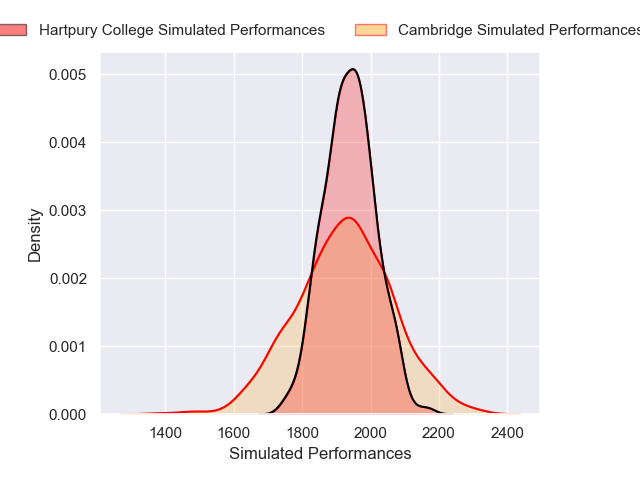 Hartpury College Simulated Performances Cambridge Simulated Performances
0.005
0.004
0.003
0.002
0.001
0.000
Density
1400 1600 1800 2000 2200 2400
Simulated Performances